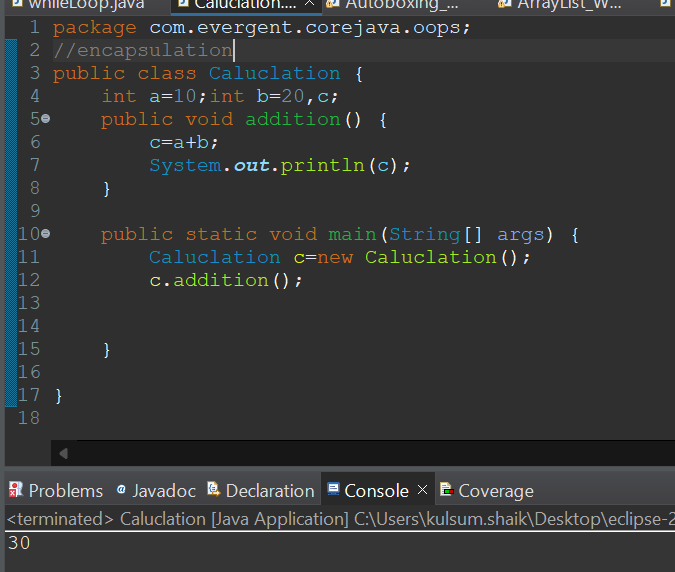 whileLoop.java Caluclation.... Autoboxing_... ArrayList_W...
1 package com.evergent.corejava.oops;
2 //encapsulation
3 public class Caluclation {
4 int a=10;int b=20,c;
5 public void addition() {
6 c=a+b;
7 System.out.println(c);
8 }
9
10 public static void main(String[] args) {
11 Caluclation c=new Caluclation();
12 c.addition();
13
14
15 }
16
17 }
18
Problems @ Javadoc Declaration Console Coverage
<terminated> Caluclation [Java Application] C:\Users\kulsum.shaik\Desktop\eclipse-2
30